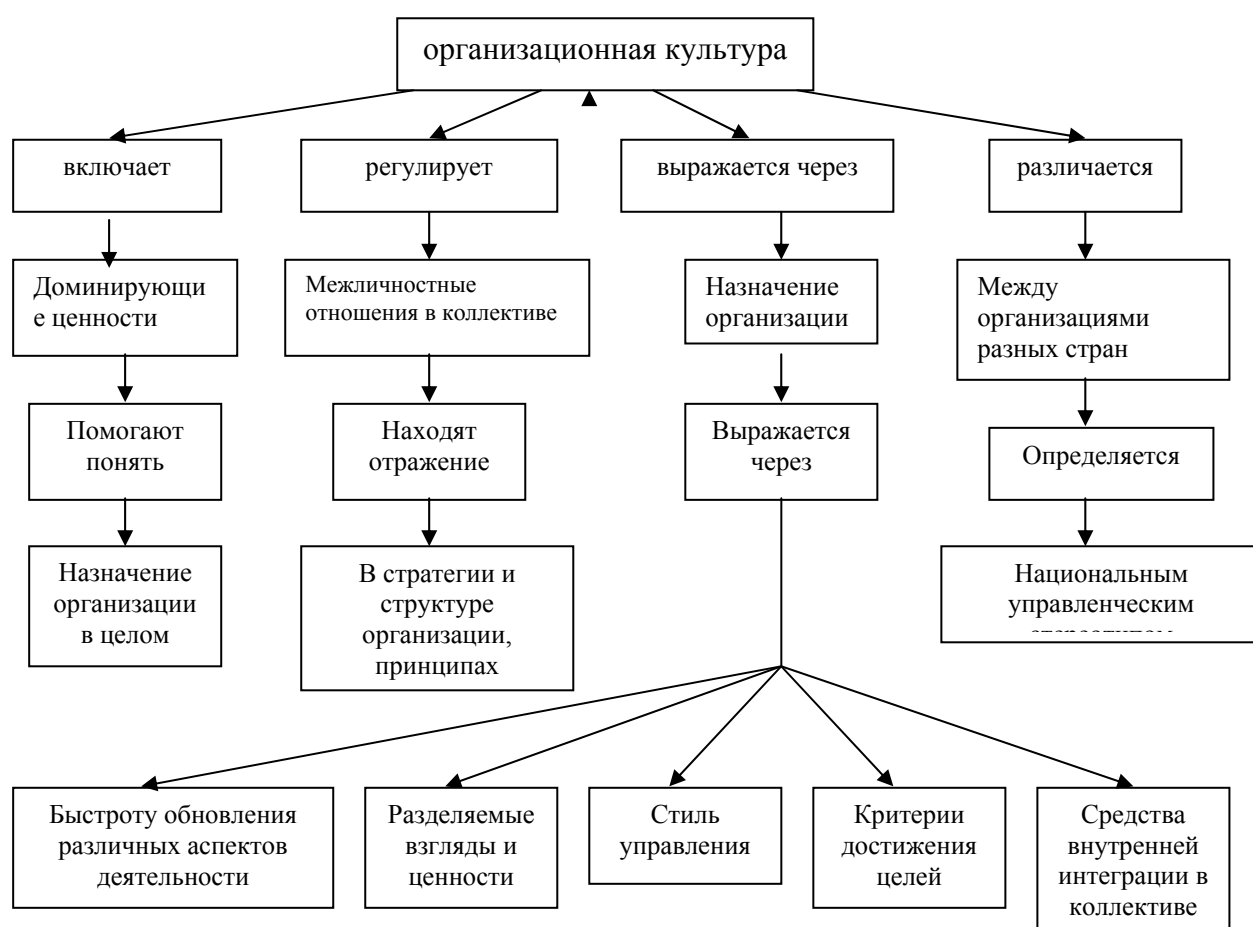 организационная культура
включает
регулирует
выражается через
различается
Доминирующи
е ценности
Межличностные
отношения в коллективе
Назначение
организации
Между
организациями
разных стран
Помогают
понять
Находят
отражение
Выражается
через
Определяется
Назначение
организации
в целом
В стратегии и
структуре
организации,
принципах
Национальным
управленческим
Быстроту обновления
различных аспектов
деятельности
Разделяемые
взгляды и
ценности
Стиль
управления
Критерии
достижения
целей
Средства
внутренней
интеграции в
коллективе